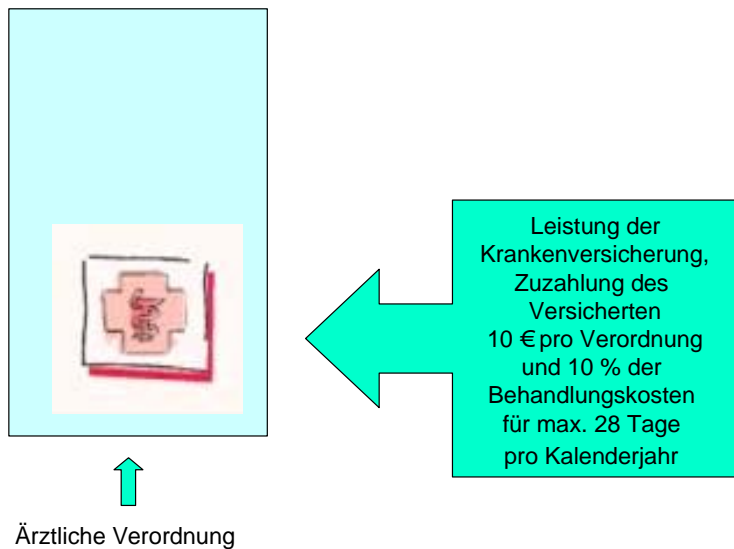 Leistung der
Krankenversicherung,
Zuzahlung des
Versicherten
10 € pro Verordnung
und 10 % der
Behandlungskosten
für max. 28 Tage
pro Kalenderjahr
Ärztliche Verordnung